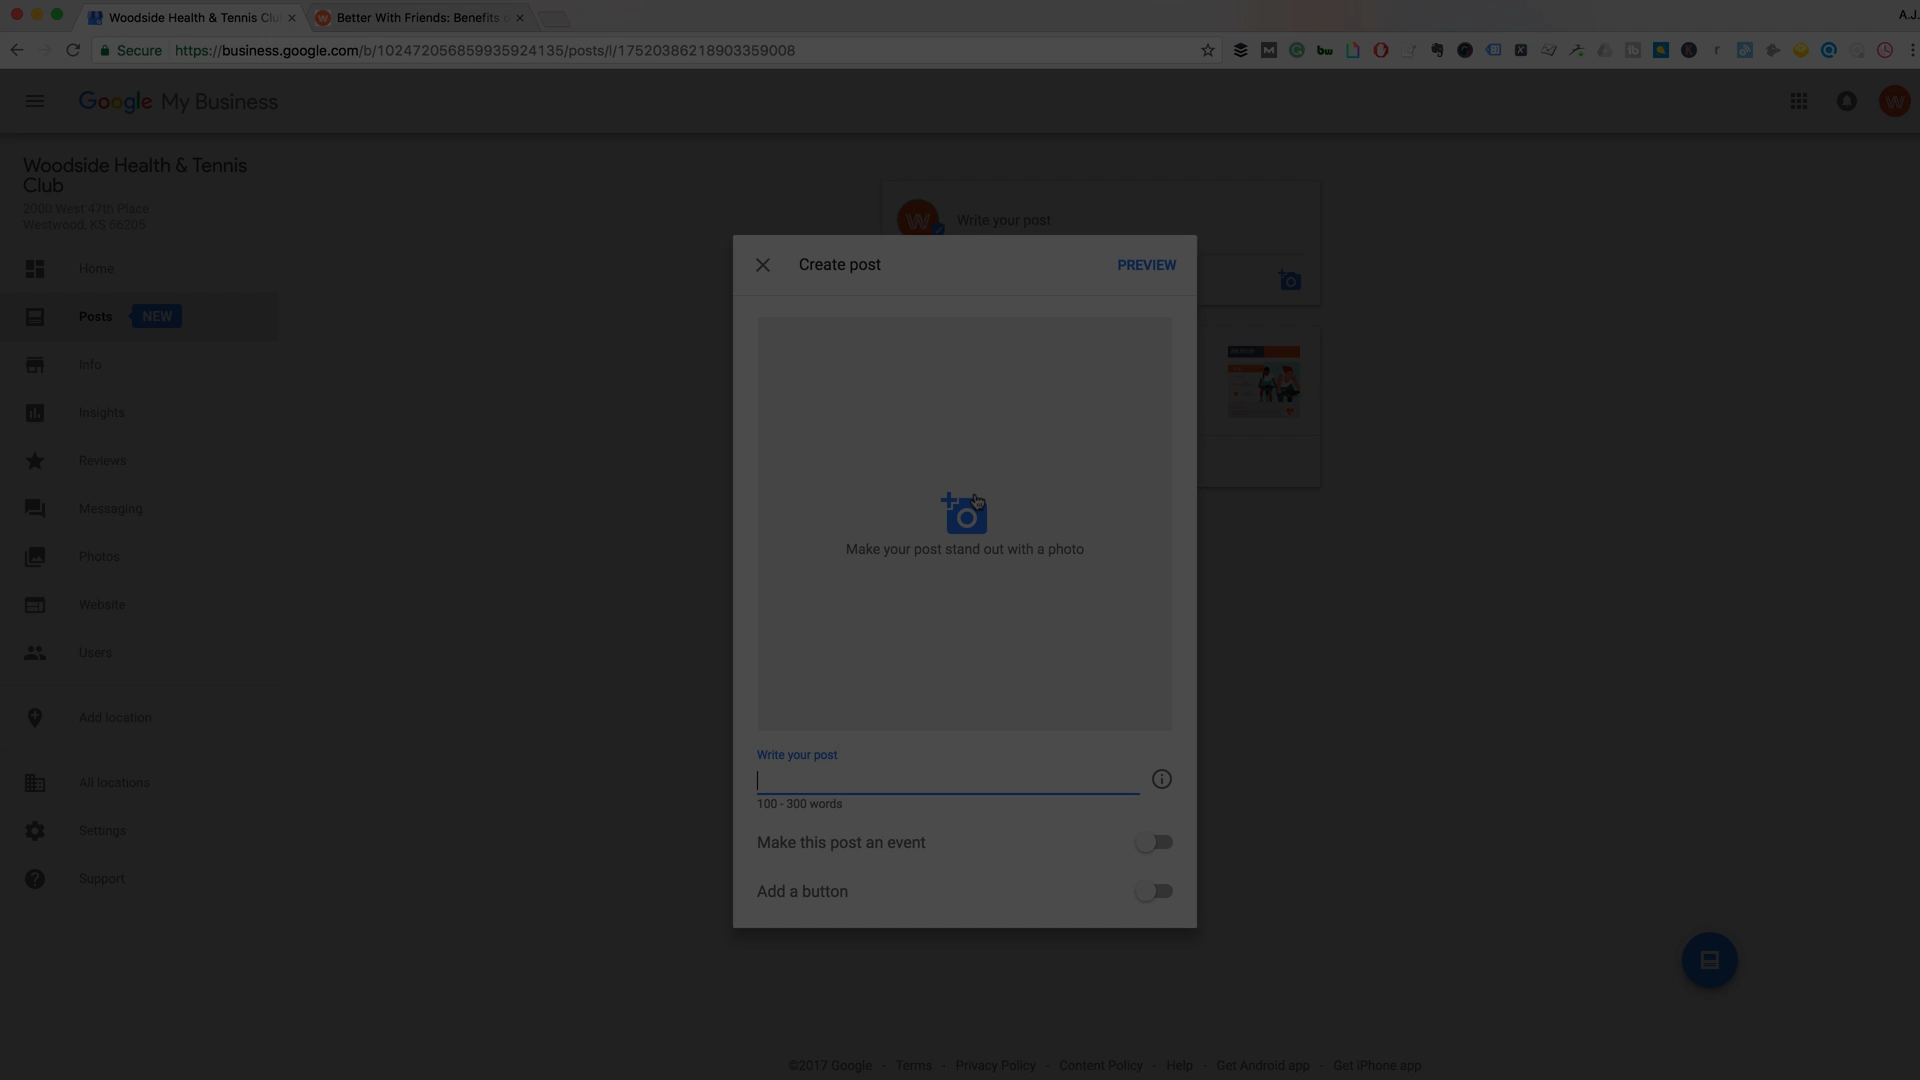 Woodside Health & Tennis Clu
Better With Friends: Benefits o
A.J.
Secure https://business.google.com/b/102472056859935924135/posts/l/17520386218903359008
Google My Business
Woodside Health & Tennis
Club
2000 West 47th Place
Westwood, KS 66205
Home
Posts NEW
Info
Insights
Reviews
Messaging
Photos
Website
Users
Add location
All locations
Settings
Support
Write your post
Create post
PREVIEW
Make your post stand out with a photo
Write your post
100 - 300 words
Make this post an event
Add a button
©2017 Google - Terms - Privacy Policy - Content Policy - Help - Get Android app - Get iPhone app